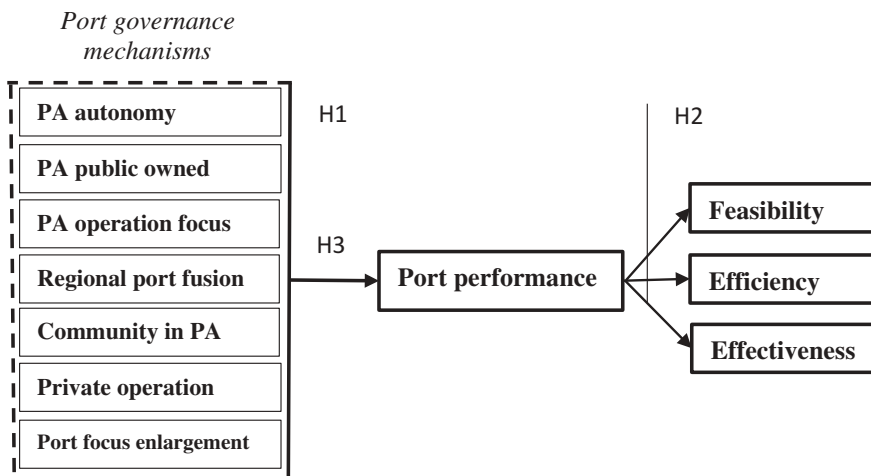 Port governance
mechanisms
PA autonomy
PA public owned
PA operation focus
Regional port fusion
Community in PA
Private operation
Port focus enlargement
H1
H3
Port performance
H2
Feasibility
Efficiency
Effectiveness